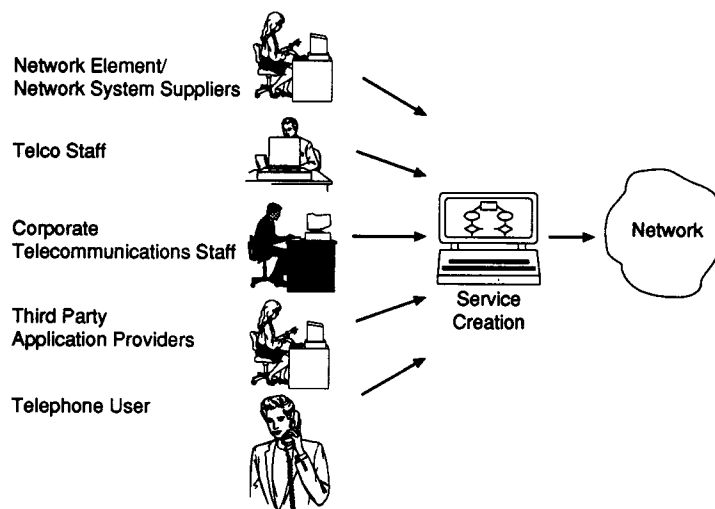 Network Element/
Network System Suppliers
Telco Staff
Corporate
Telecommunications Staff
Third Party
Application Providers
Telephone User
Service
Creation
Network